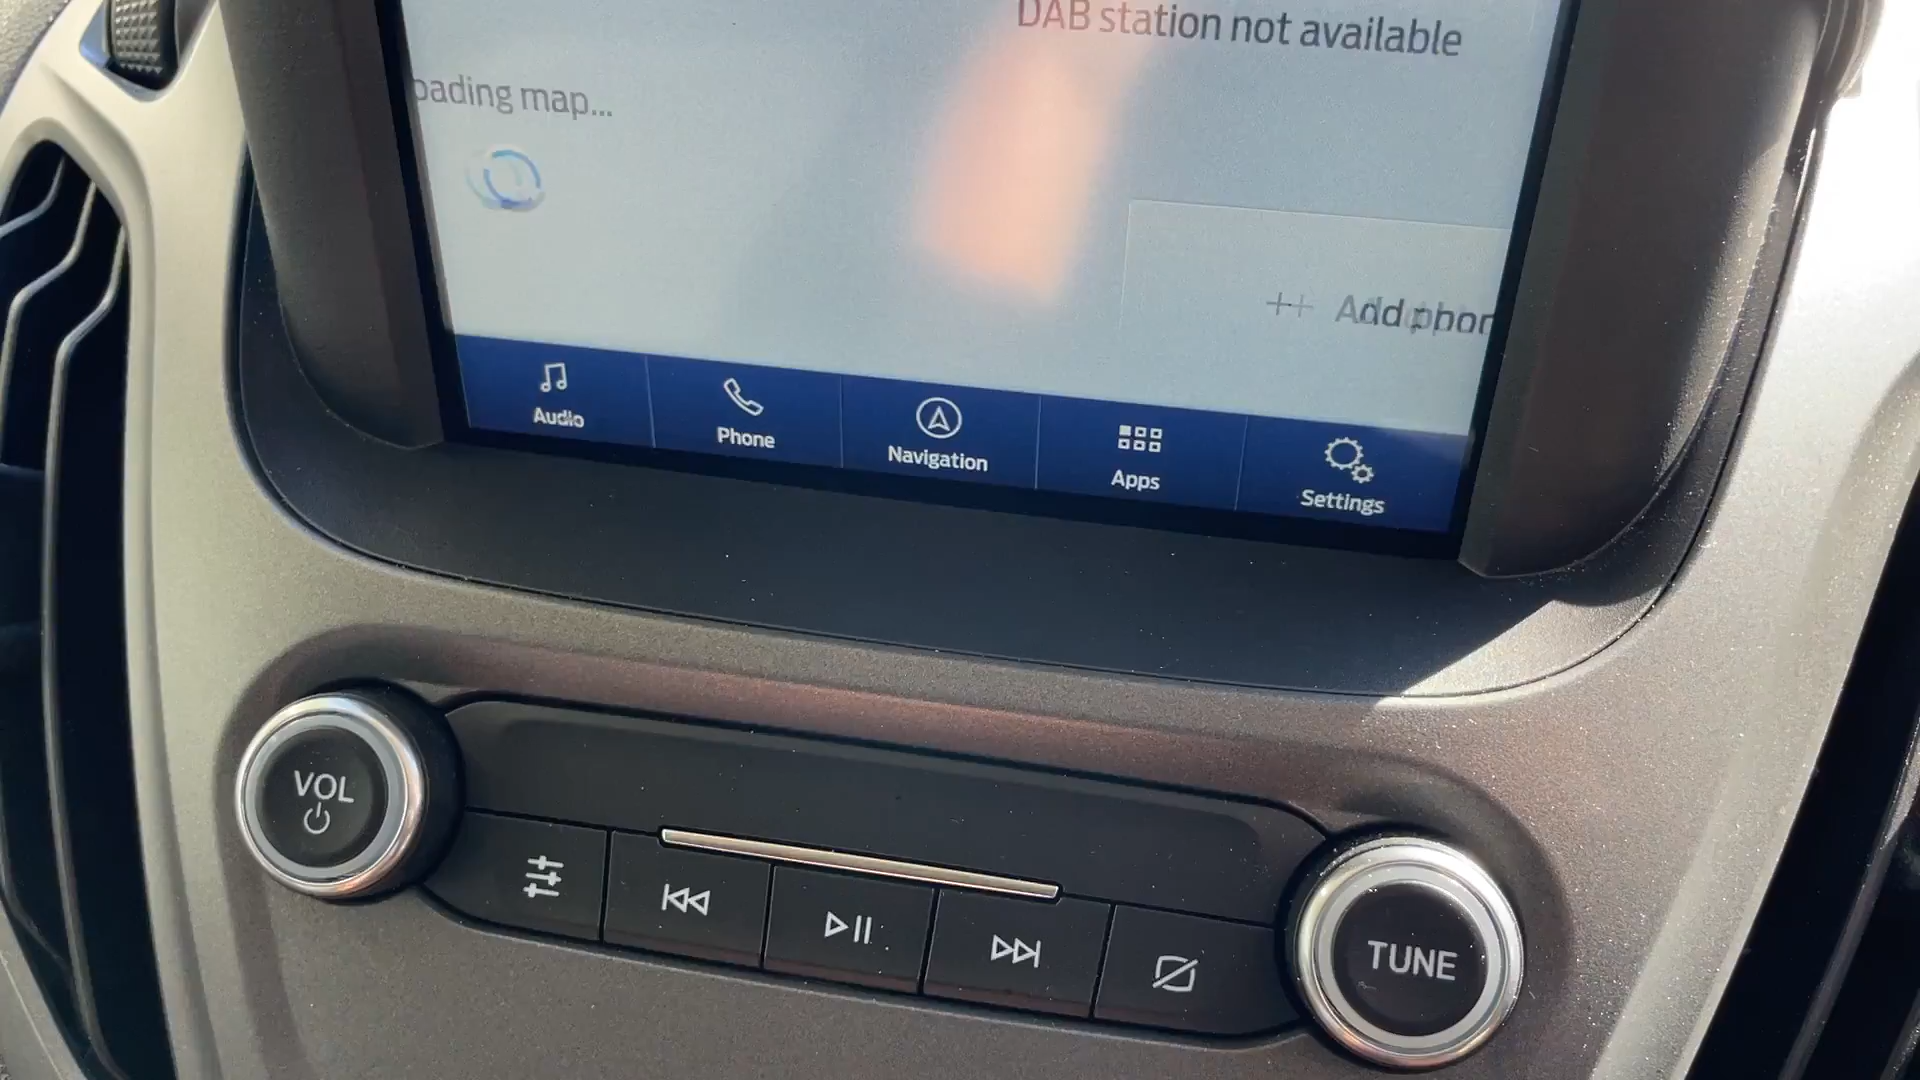 DAB station not available
oading map...
Add phon
Audio
Phone
Navigation
Apps
Settings
VOL
TUNE